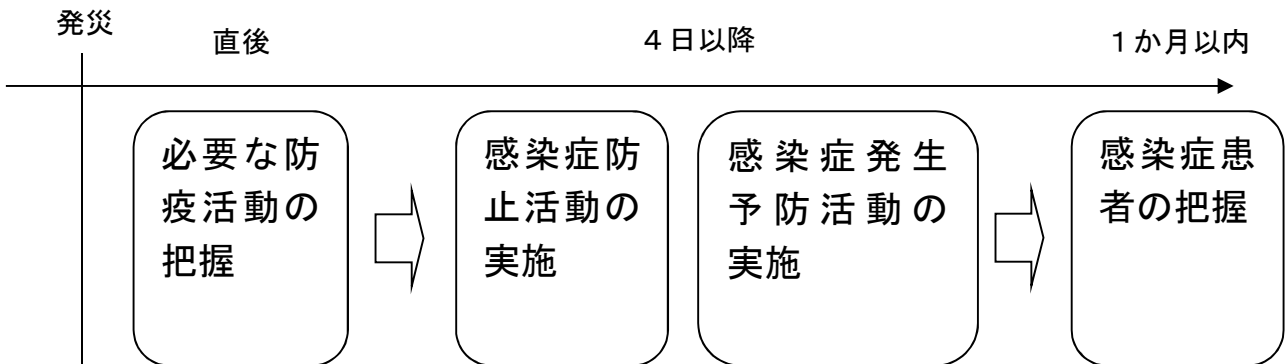 発災
直後
４日以降
１か月以内
必要な防
疫活動の
把握
感染症防
止活動の
実施
感染症発生
予防活動の
実施
感染症患
者の把握